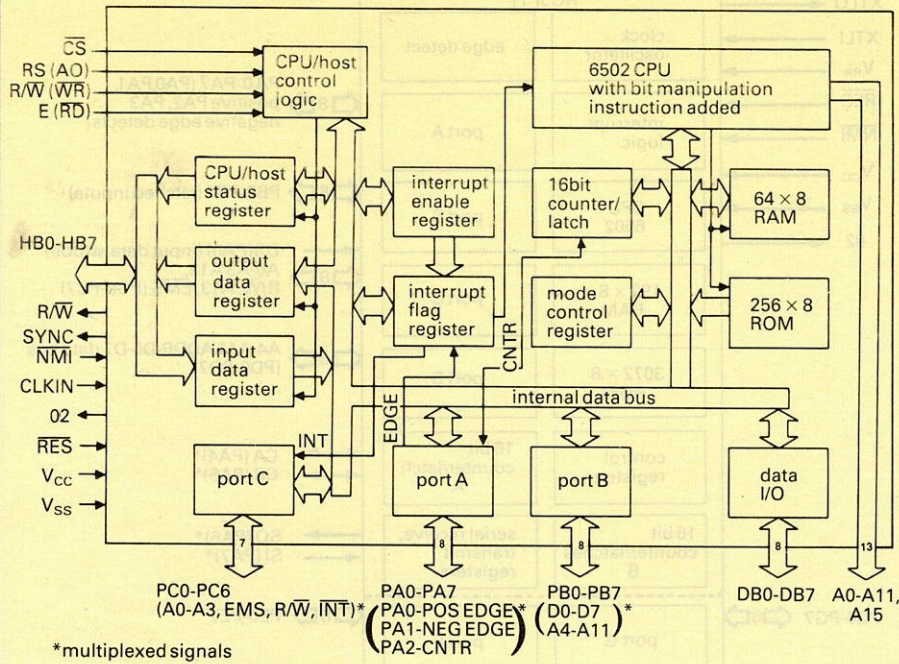 CS
RS (AO)
R/W (WR)
E (RD)
CPU/host
control
logic
6502 CPU
with bit manipulation
instruction added
CPU/host
status
register
interrupt
enable
register
16bit
counter/
latch
64 × 8
RAM
HB0-HB7
output
data
register
interrupt
flag
register
mode
control
register
256 × 8
ROM
R/W
SYNC
NMI
CLKIN
02
RES
VCC
VSS
input
data
register
CNTR
EDGE
internal data bus
INT
port C
port A
port B
data
I/O
7
8
8
8
13
PC0-PC6
(A0-A3, EMS, R/W, INT)*
PA0-PA7
(PA0-POS EDGE
PA1-NEG EDGE
PA2-CNTR)*
PB0-PB7
(D0-D7
A4-A11)*
DB0-DB7
A0-A11,
A15
*multiplexed signals